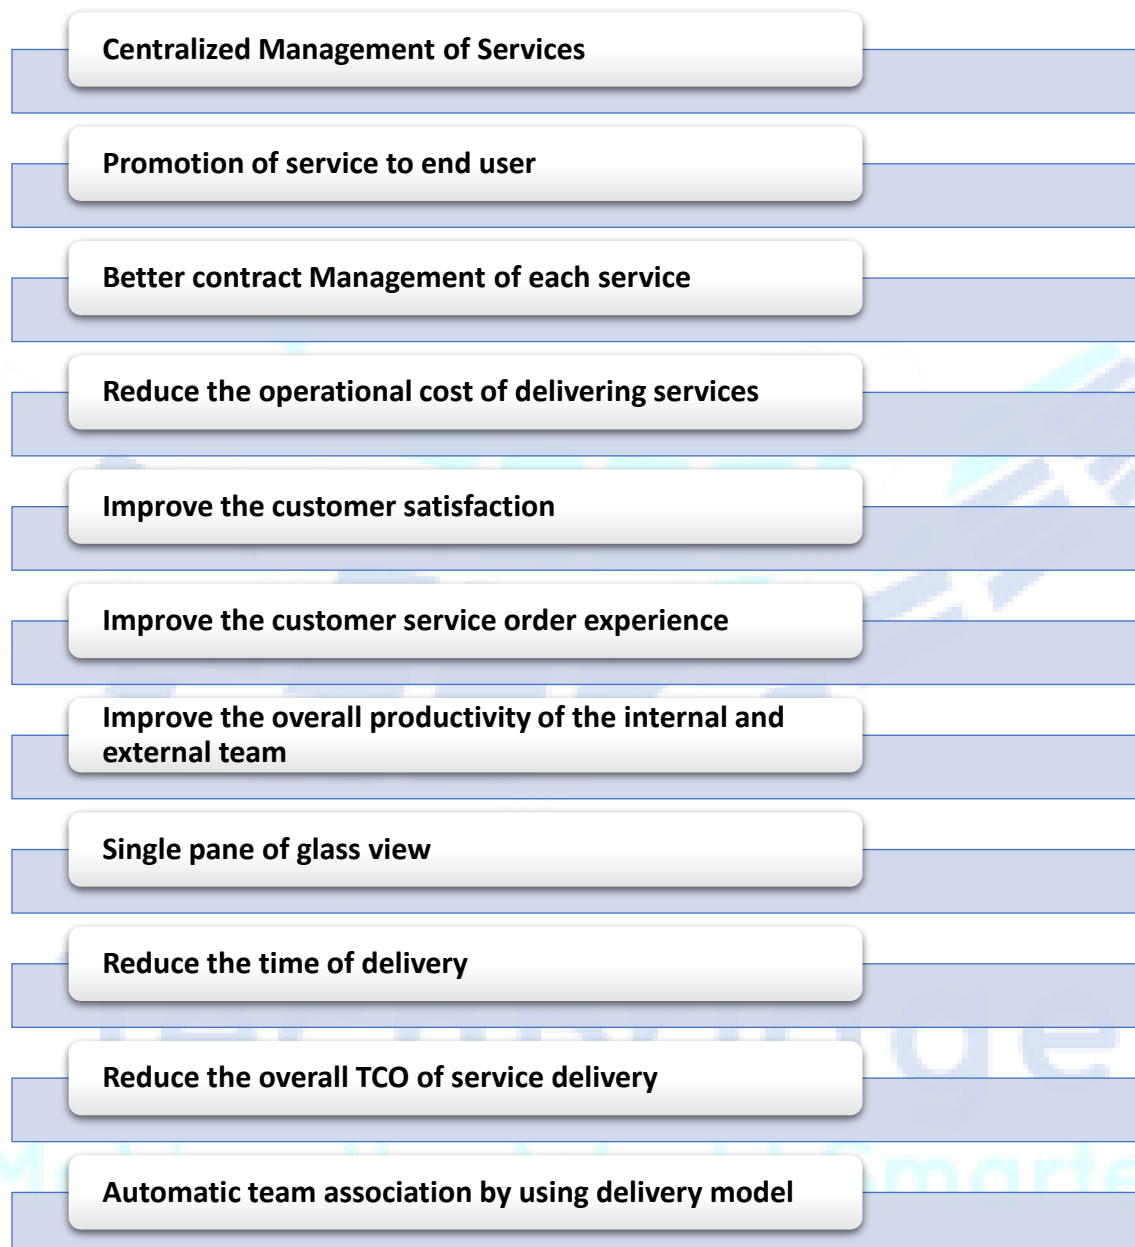 Centralized Management of Services
Promotion of service to end user
Better contract Management of each service
Reduce the operational cost of delivering services
Improve the customer satisfaction
Improve the customer service order experience
Improve the overall productivity of the internal and
external team
Single pane of glass view
Reduce the time of delivery
Reduce the overall TCO of service delivery
Automatic team association by using delivery model